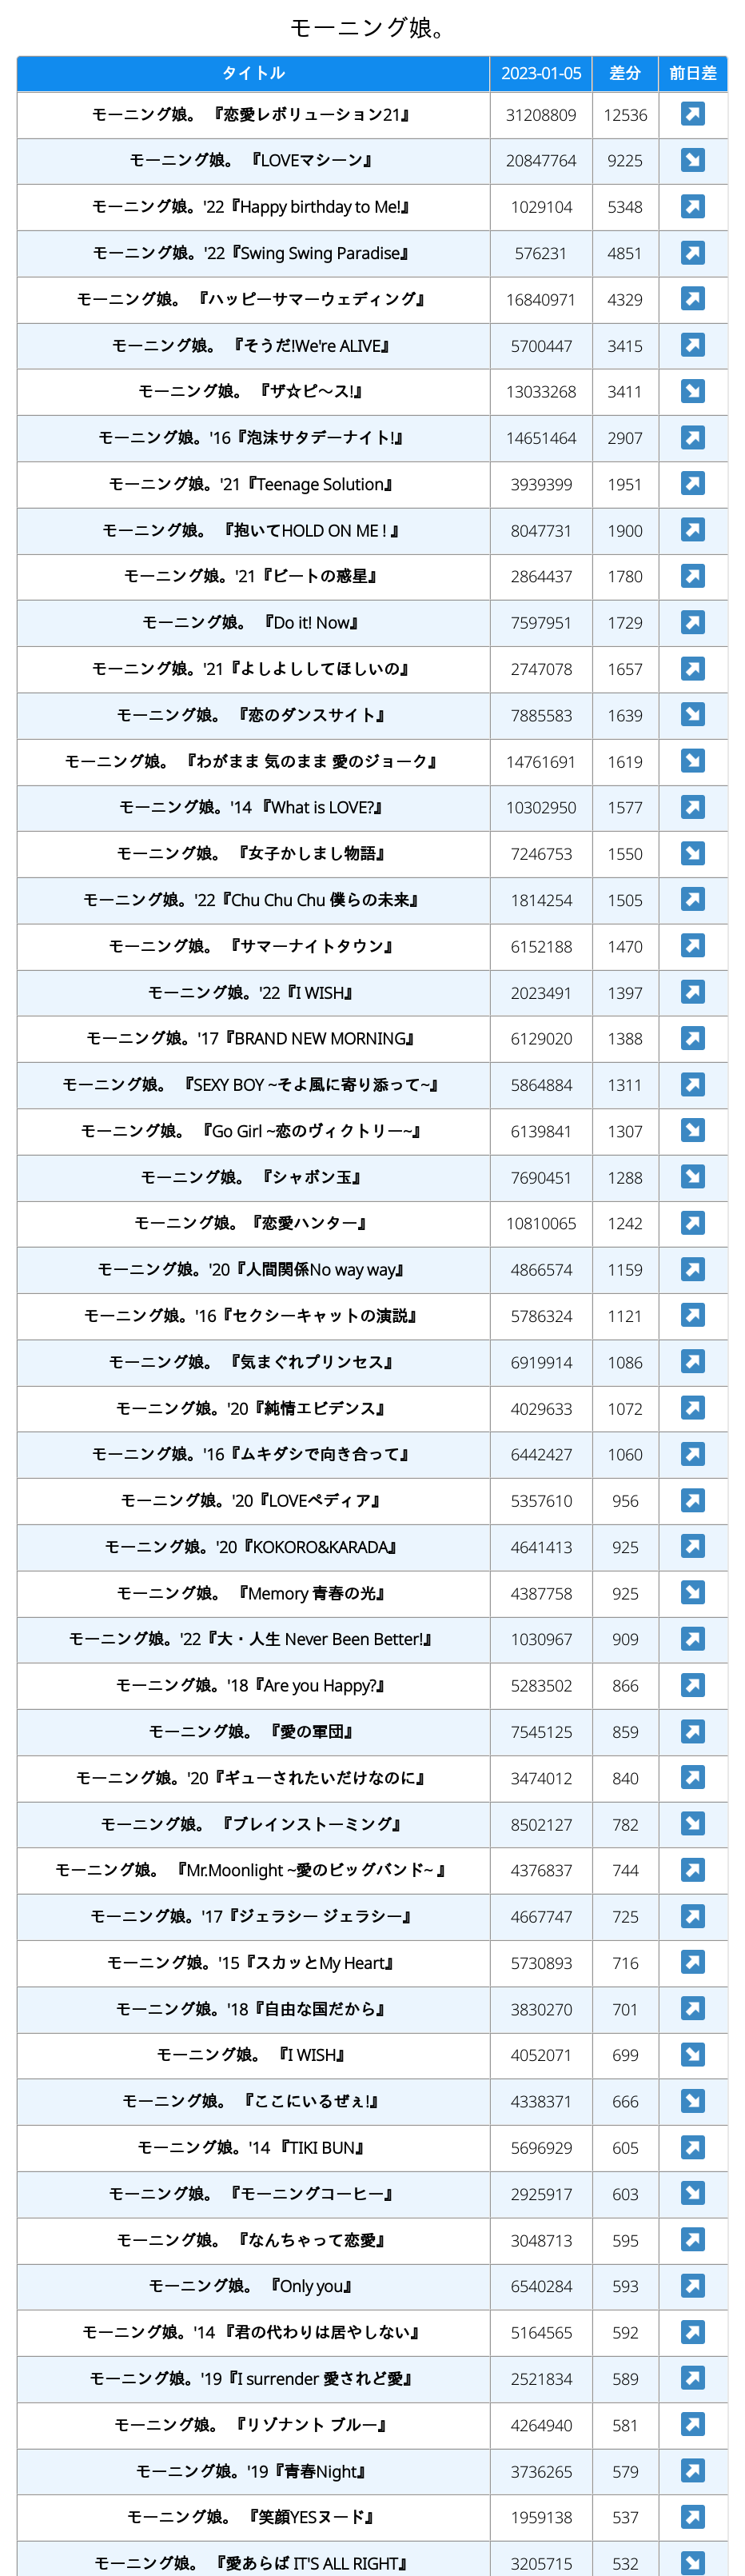 モーニング娘。
タイトル 2023-01-05 差分 前日差
モーニング娘。 『恋愛レボリューション21』 31208809 12536 ↗
モーニング娘。 『LOVEマシーン』 20847764 9225 ↘
モーニング娘。'22『Happy birthday to Me!』 1029104 5348 ↗
モーニング娘。'22『Swing Swing Paradise』 576231 4851 ↗
モーニング娘。 『ハッピーサマーウェディング』 16840971 4329 ↗
モーニング娘。 『そうだ!We're ALIVE』 5700447 3415 ↗
モーニング娘。 『ザ☆ピ～ス!』 13033268 3411 ↘
モーニング娘。'16『泡沫サタデーナイト!』 14651464 2907 ↗
モーニング娘。'21『Teenage Solution』 3939399 1951 ↗
モーニング娘。 『抱いてHOLD ON ME ! 』 8047731 1900 ↗
モーニング娘。'21『ビートの惑星』 2864437 1780 ↗
モーニング娘。 『Do it! Now』 7597951 1729 ↗
モーニング娘。'21『よしよししてほしいの』 2747078 1657 ↗
モーニング娘。 『恋のダンスサイト』 7885583 1639 ↘
モーニング娘。 『わがまま 気のまま 愛のジョーク』 14761691 1619 ↘
モーニング娘。'14 『What is LOVE?』 10302950 1577 ↗
モーニング娘。 『女子かしまし物語』 7246753 1550 ↘
モーニング娘。'22『Chu Chu Chu 僕らの未来』 1814254 1505 ↗
モーニング娘。 『サマーナイトタウン』 6152188 1470 ↗
モーニング娘。'22『I WISH』 2023491 1397 ↗
モーニング娘。'17『BRAND NEW MORNING』 6129020 1388 ↗
モーニング娘。 『SEXY BOY ~そよ風に寄り添って~』 5864884 1311 ↗
モーニング娘。 『Go Girl ~恋のヴィクトリー~』 6139841 1307 ↘
モーニング娘。 『シャボン玉』 7690451 1288 ↘
モーニング娘。『恋愛ハンター』 10810065 1242 ↗
モーニング娘。'20『人間関係No way way』 4866574 1159 ↗
モーニング娘。'16『セクシーキャットの演説』 5786324 1121 ↗
モーニング娘。 『気まぐれプリンセス』 6919914 1086 ↗
モーニング娘。'20『純情エビデンス』 4029633 1072 ↗
モーニング娘。'16『ムキダシで向き合って』 6442427 1060 ↗
モーニング娘。'20『LOVEペディア』 5357610 956 ↗
モーニング娘。'20『KOKORO&KARADA』 4641413 925 ↗
モーニング娘。 『Memory 青春の光』 4387758 925 ↘
モーニング娘。'22『大・人生 Never Been Better!』 1030967 909 ↗
モーニング娘。'18『Are you Happy?』 5283502 866 ↗
モーニング娘。 『愛の軍団』 7545125 859 ↗
モーニング娘。'20『ギューされたいだけなのに』 3474012 840 ↗
モーニング娘。 『ブレインストーミング』 8502127 782 ↘
モーニング娘。 『Mr.Moonlight ~愛のビッグバンド~ 』 4376837 744 ↗
モーニング娘。'17『ジェラシー ジェラシー』 4667747 725 ↗
モーニング娘。'15『スカッとMy Heart』 5730893 716 ↗
モーニング娘。'18『自由な国だから』 3830270 701 ↗
モーニング娘。 『I WISH』 4052071 699 ↘
モーニング娘。 『ここにいるぜぇ!』 4338371 666 ↘
モーニング娘。'14 『TIKI BUN』 5696929 605 ↗
モーニング娘。 『モーニングコーヒー』 2925917 603 ↘
モーニング娘。 『なんちゃって恋愛』 3048713 595 ↗
モーニング娘。 『Only you』 6540284 593 ↗
モーニング娘。'14 『君の代わりは居やしない』 5164565 592 ↗
モーニング娘。'19『I surrender 愛されど愛』 2521834 589 ↗
モーニング娘。 『リゾナント ブルー』 4264940 581 ↗
モーニング娘。'19『青春Night』 3736265 579 ↗
モーニング娘。 『笑顔YESヌード』 1959138 537 ↗
モーニング娘。 『愛あらば IT'S ALL RIGHT』 3205715 532 ↘